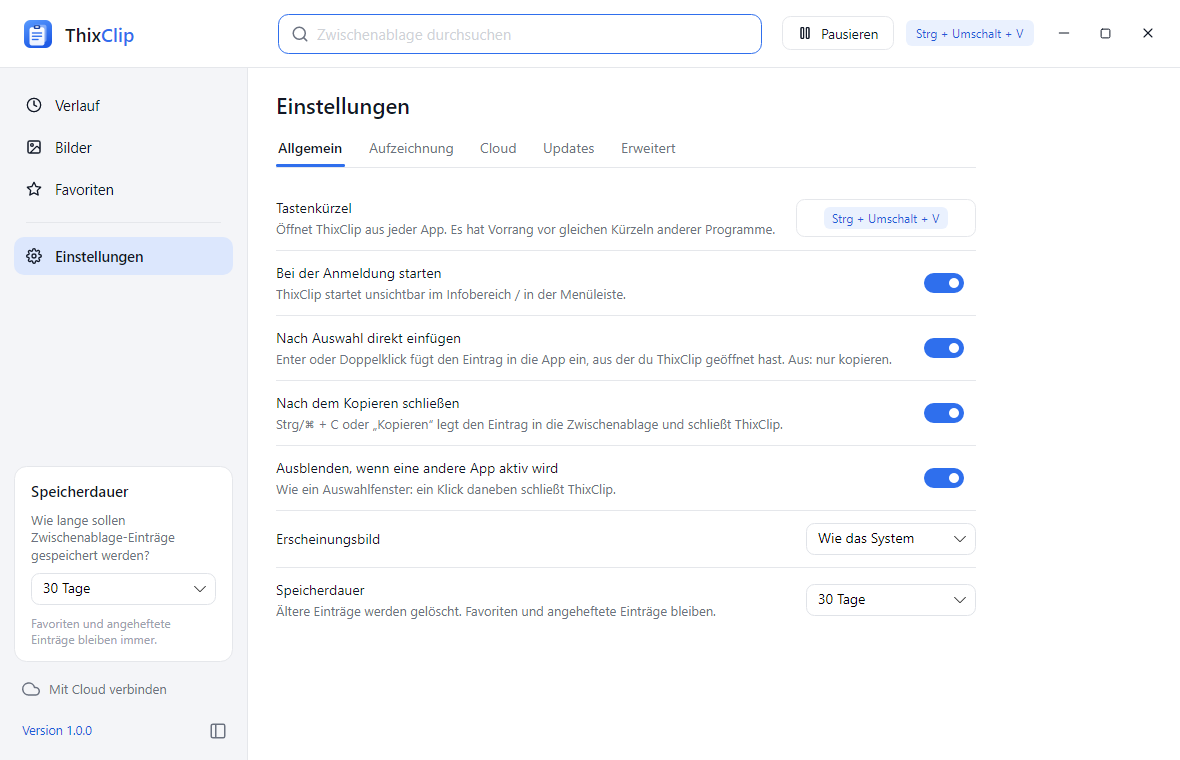 ThixClip
Zwischenablage durchsuchen
Pausieren
Strg + Umschalt + V
Verlauf
Bilder
Favoriten
Einstellungen
Speicherdauer
Wie lange sollen
Zwischenablage-Einträge
gespeichert werden?
30 Tage
Favoriten und angeheftete
Einträge bleiben immer.
Mit Cloud verbinden
Version 1.0.0
Einstellungen
Allgemein
Aufzeichnung
Cloud
Updates
Erweitert
Tastenkürzel
Öffnet ThixClip aus jeder App. Es hat Vorrang vor gleichen Kürzeln anderer Programme.
Strg + Umschalt + V
Bei der Anmeldung starten
ThixClip startet unsichtbar im Infobereich / in der Menüleiste.
Nach Auswahl direkt einfügen
Enter oder Doppelklick fügt den Eintrag in die App ein, aus der du ThixClip geöffnet hast. Aus: nur kopieren.
Nach dem Kopieren schließen
Strg/⌘ + C oder „Kopieren“ legt den Eintrag in die Zwischenablage und schließt ThixClip.
Ausblenden, wenn eine andere App aktiv wird
Wie ein Auswahlfenster: ein Klick daneben schließt ThixClip.
Erscheinungsbild
Wie das System
Speicherdauer
Ältere Einträge werden gelöscht. Favoriten und angeheftete Einträge bleiben.
30 Tage